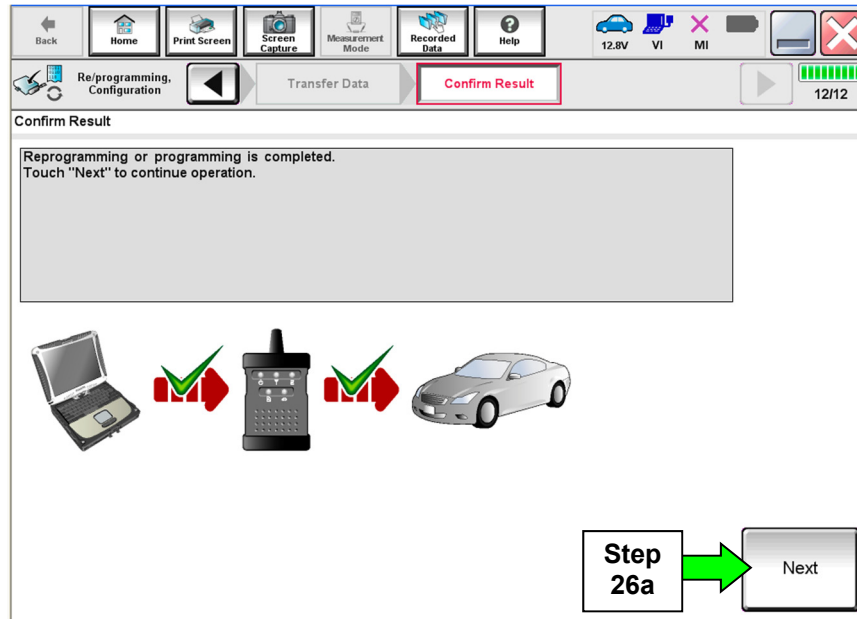 Back
Home
Print Screen
Screen
Capture
Measurement
Mode
Recorded
Data
Help
12.8V
VI
MI
Re/programming,
Configuration
Transfer Data
Confirm Result
12/12
Confirm Result
Reprogramming or programming is completed.
Touch "Next" to continue operation.
Step
26a
Next